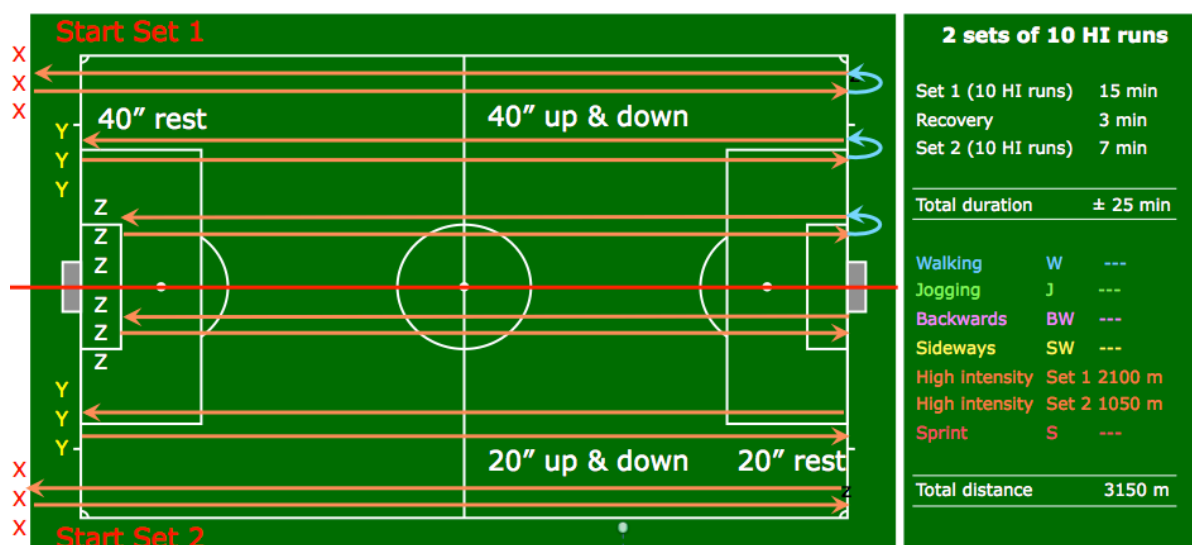 Start Set 1
X
X
X
40” rest
40” up & down
Y
Y
Y
Z
Z
Z
Z
Z
Z
Y
Y
Y
20” up & down
20” rest
X
X
X
z
Start Set 2
2 sets of 10 HI runs
Set 1 (10 HI runs) 15 min
Recovery 3 min
Set 2 (10 HI runs) 7 min
Total duration ± 25 min
Walking W ---
Jogging J ---
Backwards BW ---
Sideways SW ---
High intensity Set 1 2100 m
High intensity Set 2 1050 m
Sprint S ---
Total distance 3150 m